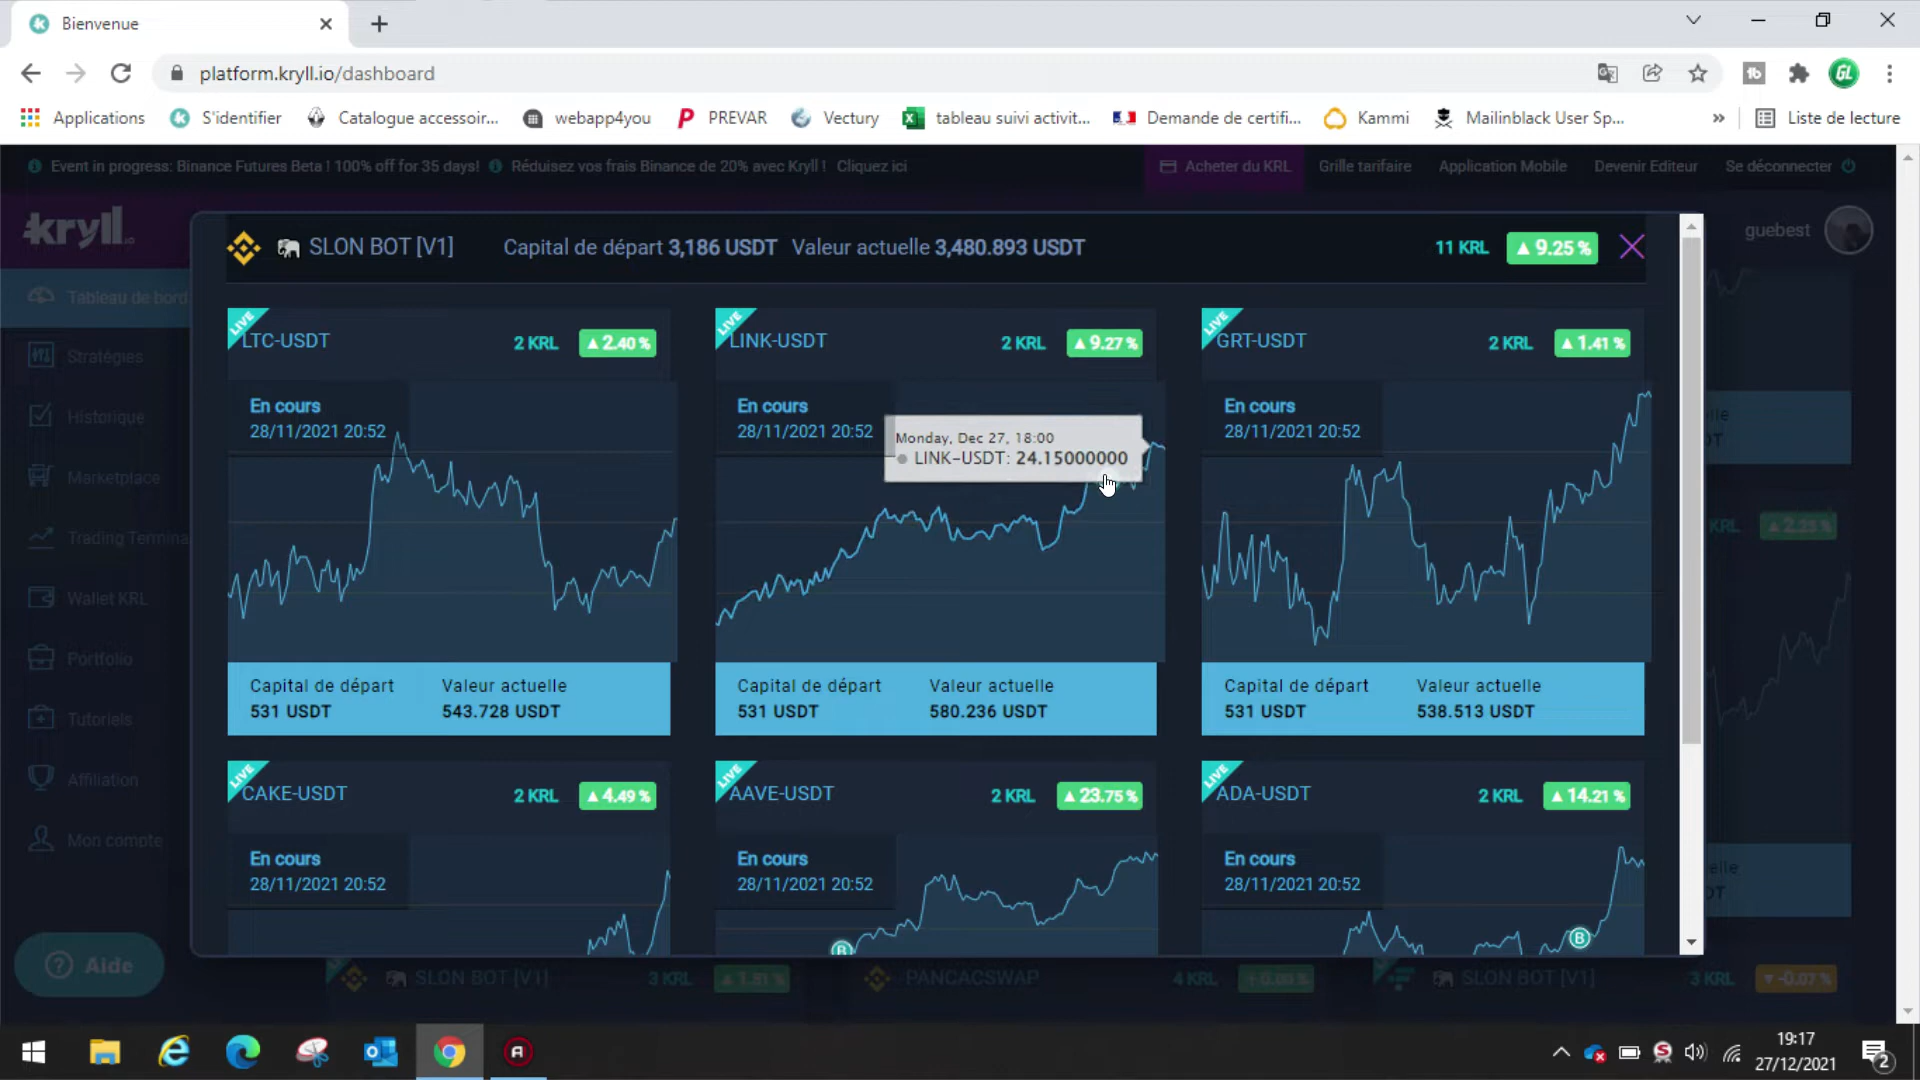 Bienvenue
platform.kryll.io/dashboard
Applications S'identifier Catalogue accessoir... webapp4you PREVAR Vectury tableau suivi activit... Demande de certifi... Kammi Mailinblack User Sp... » Liste de lecture
Event in progress: Binance Futures Beta ! 100% off for 35 days! Réduisez vos frais Binance de 20% avec Kryll ! Cliquez ici Acheter du KRL Grille tarifaire Application Mobile Devenir Editeur Se déconnecter
kryll.io guebest
SLON BOT [V1] Capital de départ 3,186 USDT Valeur actuelle 3,480.893 USDT 11 KRL ▲ 9.25 %
Tableau de bord
Stratégies
Historique
Marketplace
Trading Termina
Wallet KRL
Portfolio
Tutoriels
Affiliation
Mon compte
Aide
LIVE LTC-USDT 2 KRL ▲ 2.40 %
En cours
28/11/2021 20:52
Capital de départ Valeur actuelle
531 USDT 543.728 USDT
LIVE LINK-USDT 2 KRL ▲ 9.27 %
En cours
28/11/2021 20:52
Monday, Dec 27, 18:00
LINK-USDT: 24.15000000
Capital de départ Valeur actuelle
531 USDT 580.236 USDT
LIVE GRT-USDT 2 KRL ▲ 1.41 %
En cours
28/11/2021 20:52
Capital de départ Valeur actuelle
531 USDT 538.513 USDT
LIVE CAKE-USDT 2 KRL ▲ 4.49 %
En cours
28/11/2021 20:52
LIVE AAVE-USDT 2 KRL ▲ 23.75 %
En cours
28/11/2021 20:52
B
LIVE ADA-USDT 2 KRL ▲ 14.21 %
En cours
28/11/2021 20:52
B
KRL ▲ 2.25 %
SLON BOT [V1] 3 KRL PANCACSWAP 4 KRL SLON BOT [V1] 3 KRL ▼ -0.07 %
19:17
27/12/2021
2